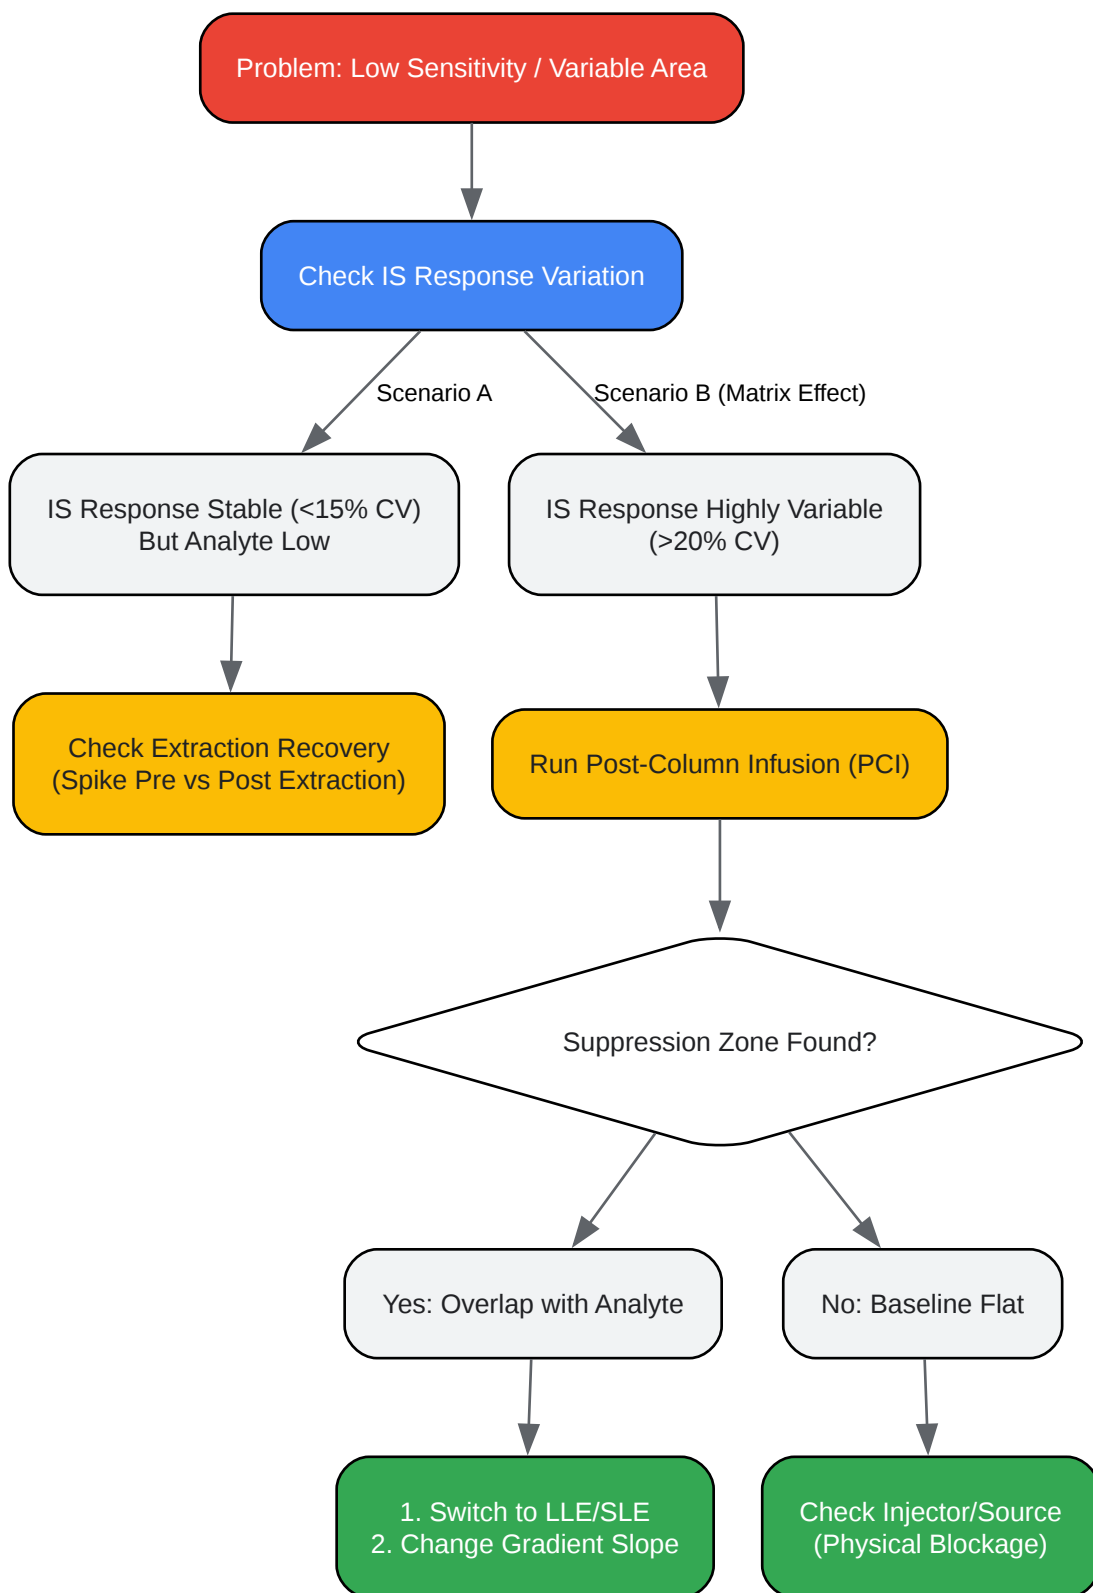 Problem: Low Sensitivity / Variable Area
Check IS Response Variation
Scenario A
Scenario B (Matrix Effect)
IS Response Stable (<15% CV)
But Analyte Low
IS Response Highly Variable
(>20% CV)
Check Extraction Recovery
(Spike Pre vs Post Extraction)
Run Post-Column Infusion (PCI)
Suppression Zone Found?
Yes: Overlap with Analyte
No: Baseline Flat
1. Switch to LLE/SLE
2. Change Gradient Slope
Check Injector/Source
(Physical Blockage)